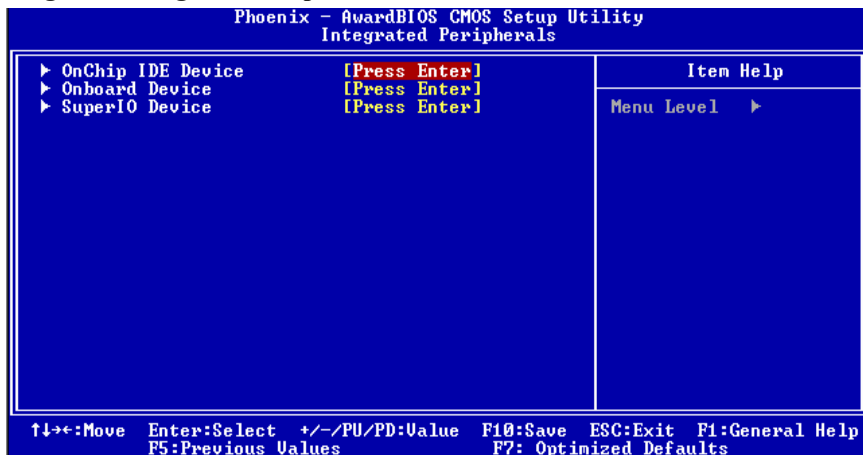 Phoenix - AwardBIOS CMOS Setup Utility
Integrated Peripherals
► OnChip IDE Device [Press Enter]
► Onboard Device [Press Enter]
► SuperIO Device [Press Enter]
Item Help
Menu Level ►
↑↓→←:Move Enter:Select +/-/PU/PD:Value F10:Save ESC:Exit F1:General Help
F5:Previous Values F7: Optimized Defaults